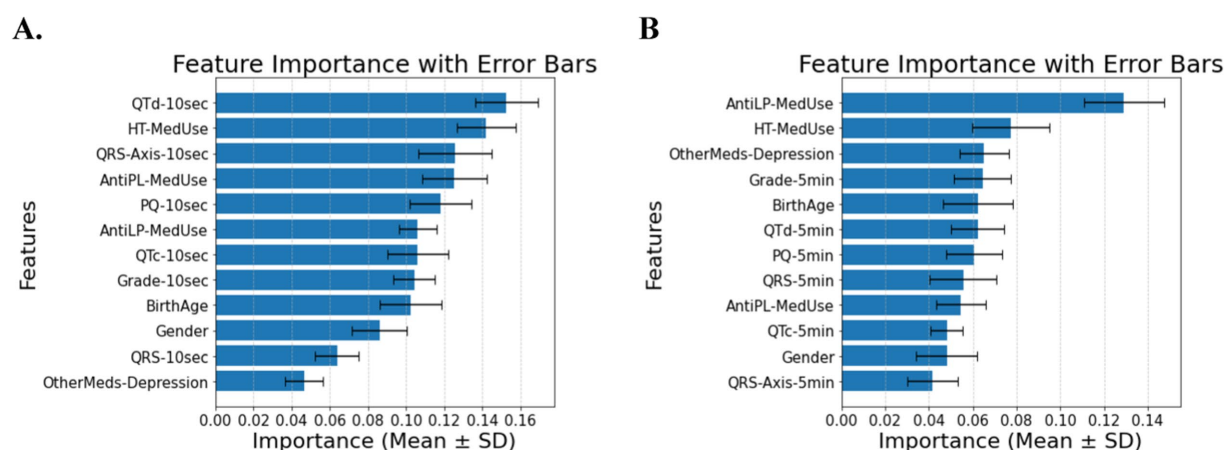 A.
Feature Importance with Error Bars
Features
QTd-10sec
HT-MedUse
QRS-Axis-10sec
AntiPL-MedUse
PQ-10sec
AntiLP-MedUse
QTc-10sec
Grade-10sec
BirthAge
Gender
QRS-10sec
OtherMeds-Depression
0.00 0.02 0.04 0.06 0.08 0.10 0.12 0.14 0.16
Importance (Mean ± SD)
B
Feature Importance with Error Bars
Features
AntiLP-MedUse
HT-MedUse
OtherMeds-Depression
Grade-5min
BirthAge
QTd-5min
PQ-5min
QRS-5min
AntiPL-MedUse
QTc-5min
Gender
QRS-Axis-5min
0.00 0.02 0.04 0.06 0.08 0.10 0.12 0.14
Importance (Mean ± SD)